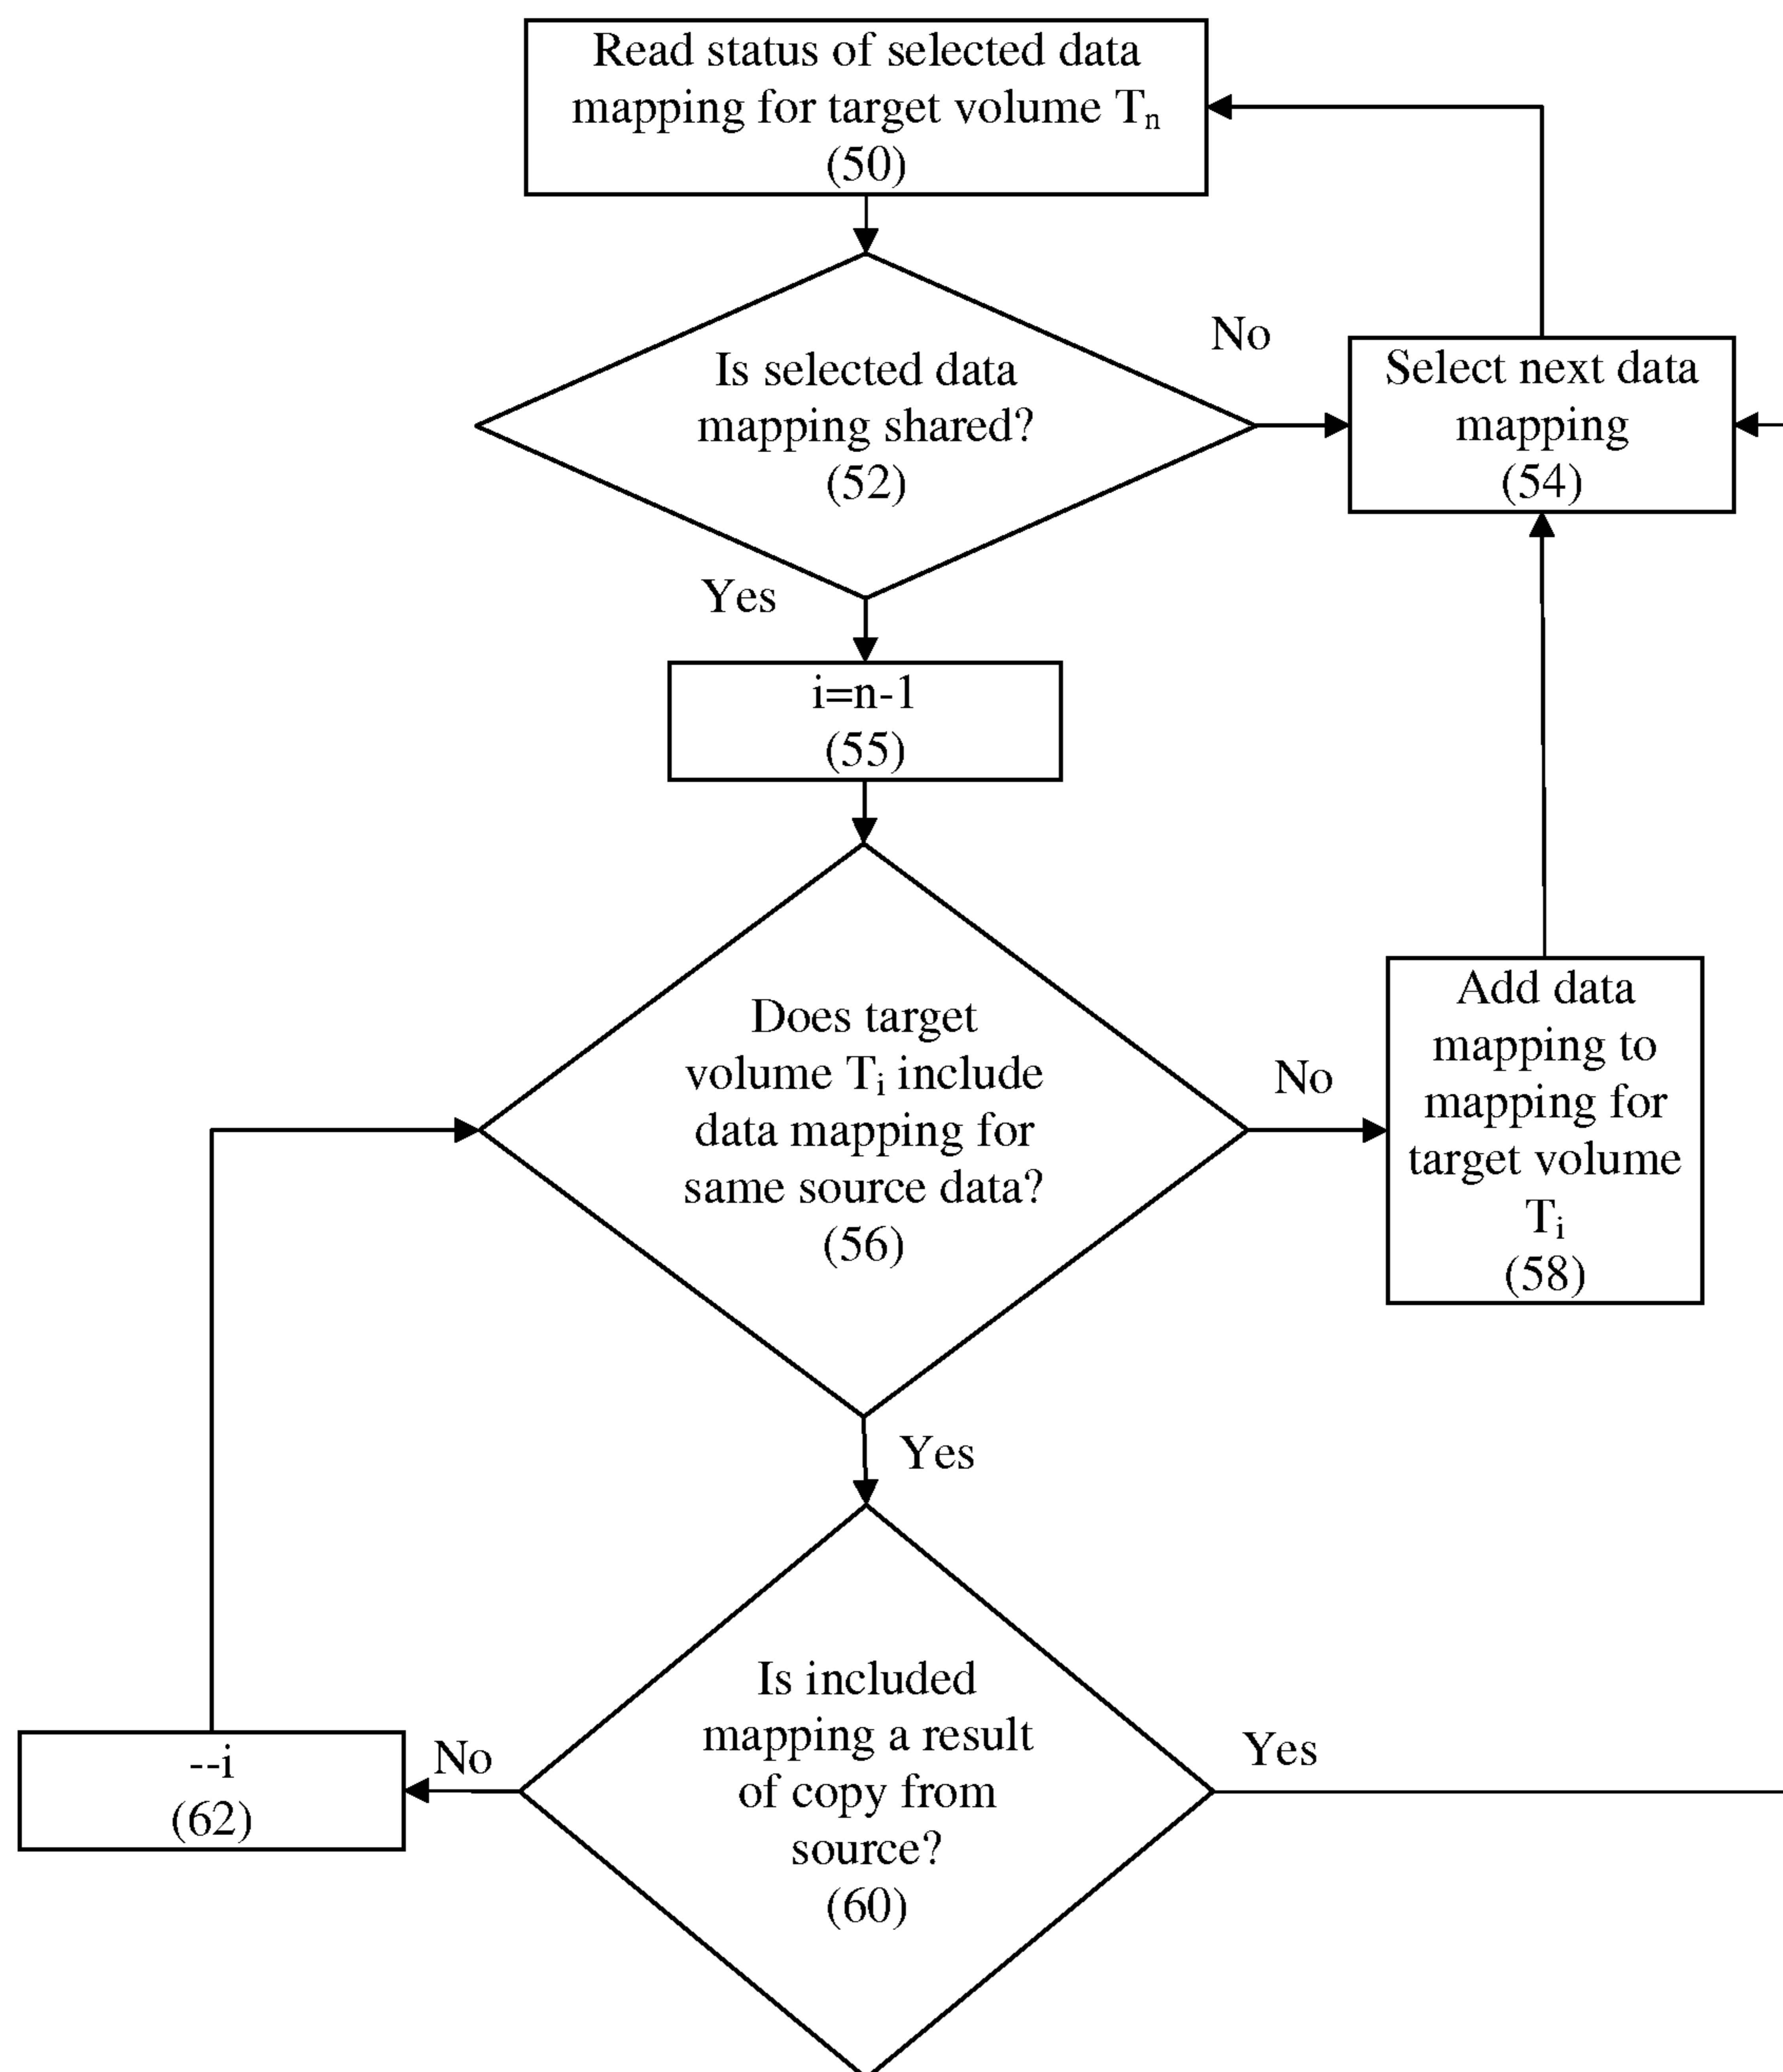 Read status of selected data
mapping for target volume Tn
(50)
No
Is selected data
mapping shared?
(52)
Select next data
mapping
(54)
Yes
i=n-1
(55)
Does target
volume Ti include
data mapping for
same source data?
(56)
No
Add data
mapping to
mapping for
target volume
Ti
(58)
Yes
Is included
mapping a result
of copy from
source?
(60)
Yes
No
--i
(62)